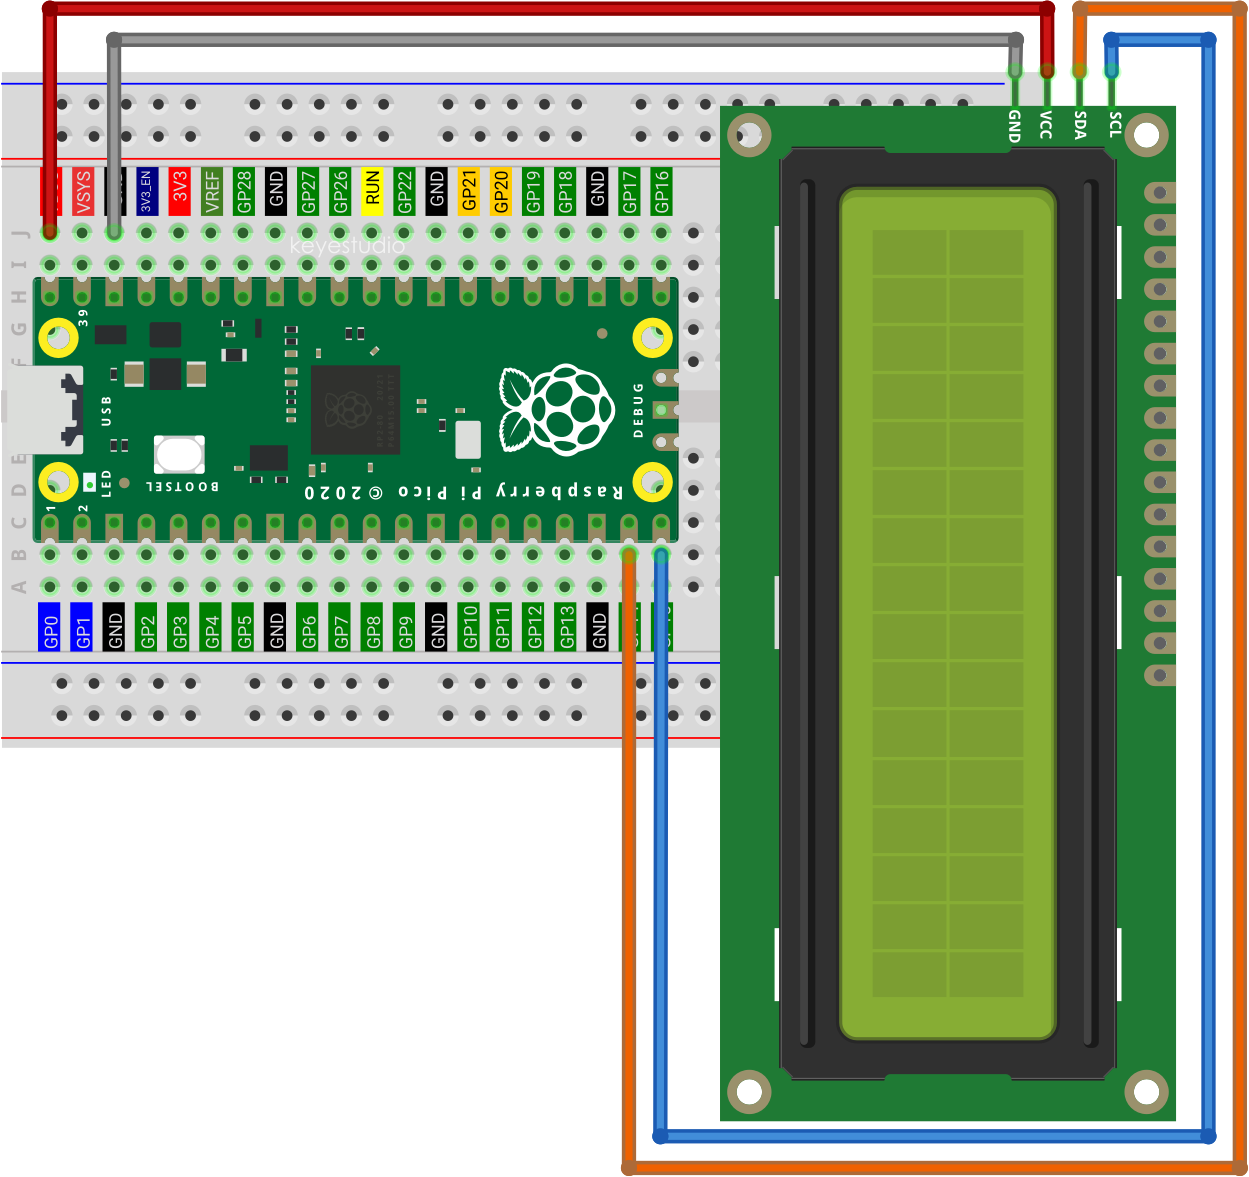 GND
VCC
SDA
SCL
VSYS
3V3_EN
3V3
VREF
GP28
GND
GP27
GP26
RUN
GP22
GND
GP21
GP20
GP19
GP18
GND
GP17
GP16
J
I
H
G
F
E
D
C
B
A
keyestudio
39
USB
DEBUG
LED
BOOTSEL
Raspberry Pi Pico © 2020
1
2
GP0
GP1
GND
GP2
GP3
GP4
GP5
GND
GP6
GP7
GP8
GP9
GND
GP10
GP11
GP12
GP13
GND